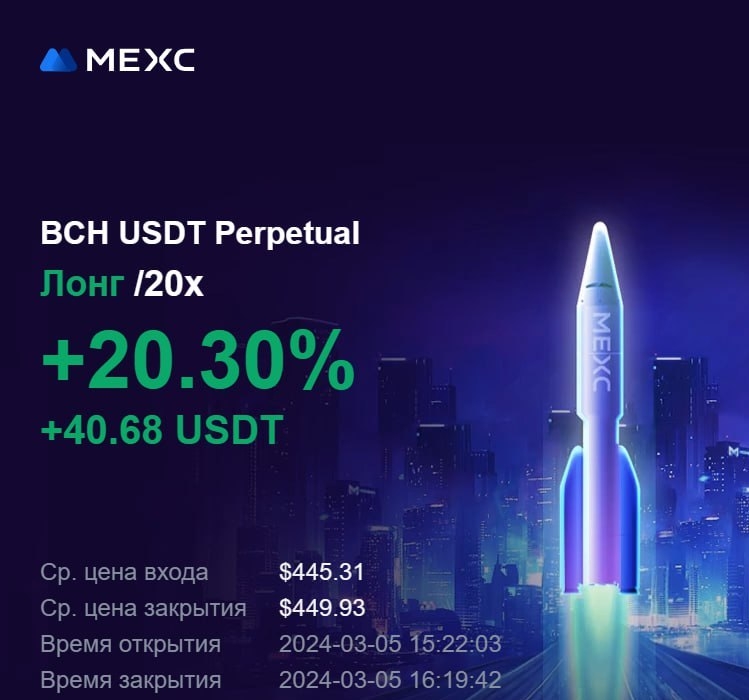 MEXC
BCH USDT Perpetual
Лонг /20x
+20.30%
+40.68 USDT
MEXC
Ср. цена входа $445.31
Ср. цена закрытия $449.93
Время открытия 2024-03-05 15:22:03
Время закрытия 2024-03-05 16:19:42